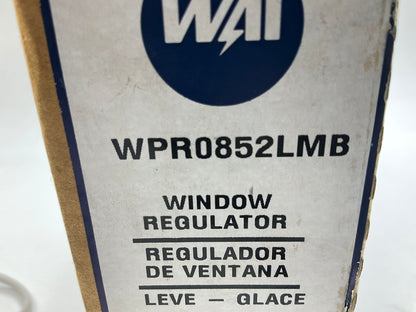 WAI
WPR0852LMB
WINDOW
REGULATOR
REGULADOR
DE VENTANA
LEVE – GLACE